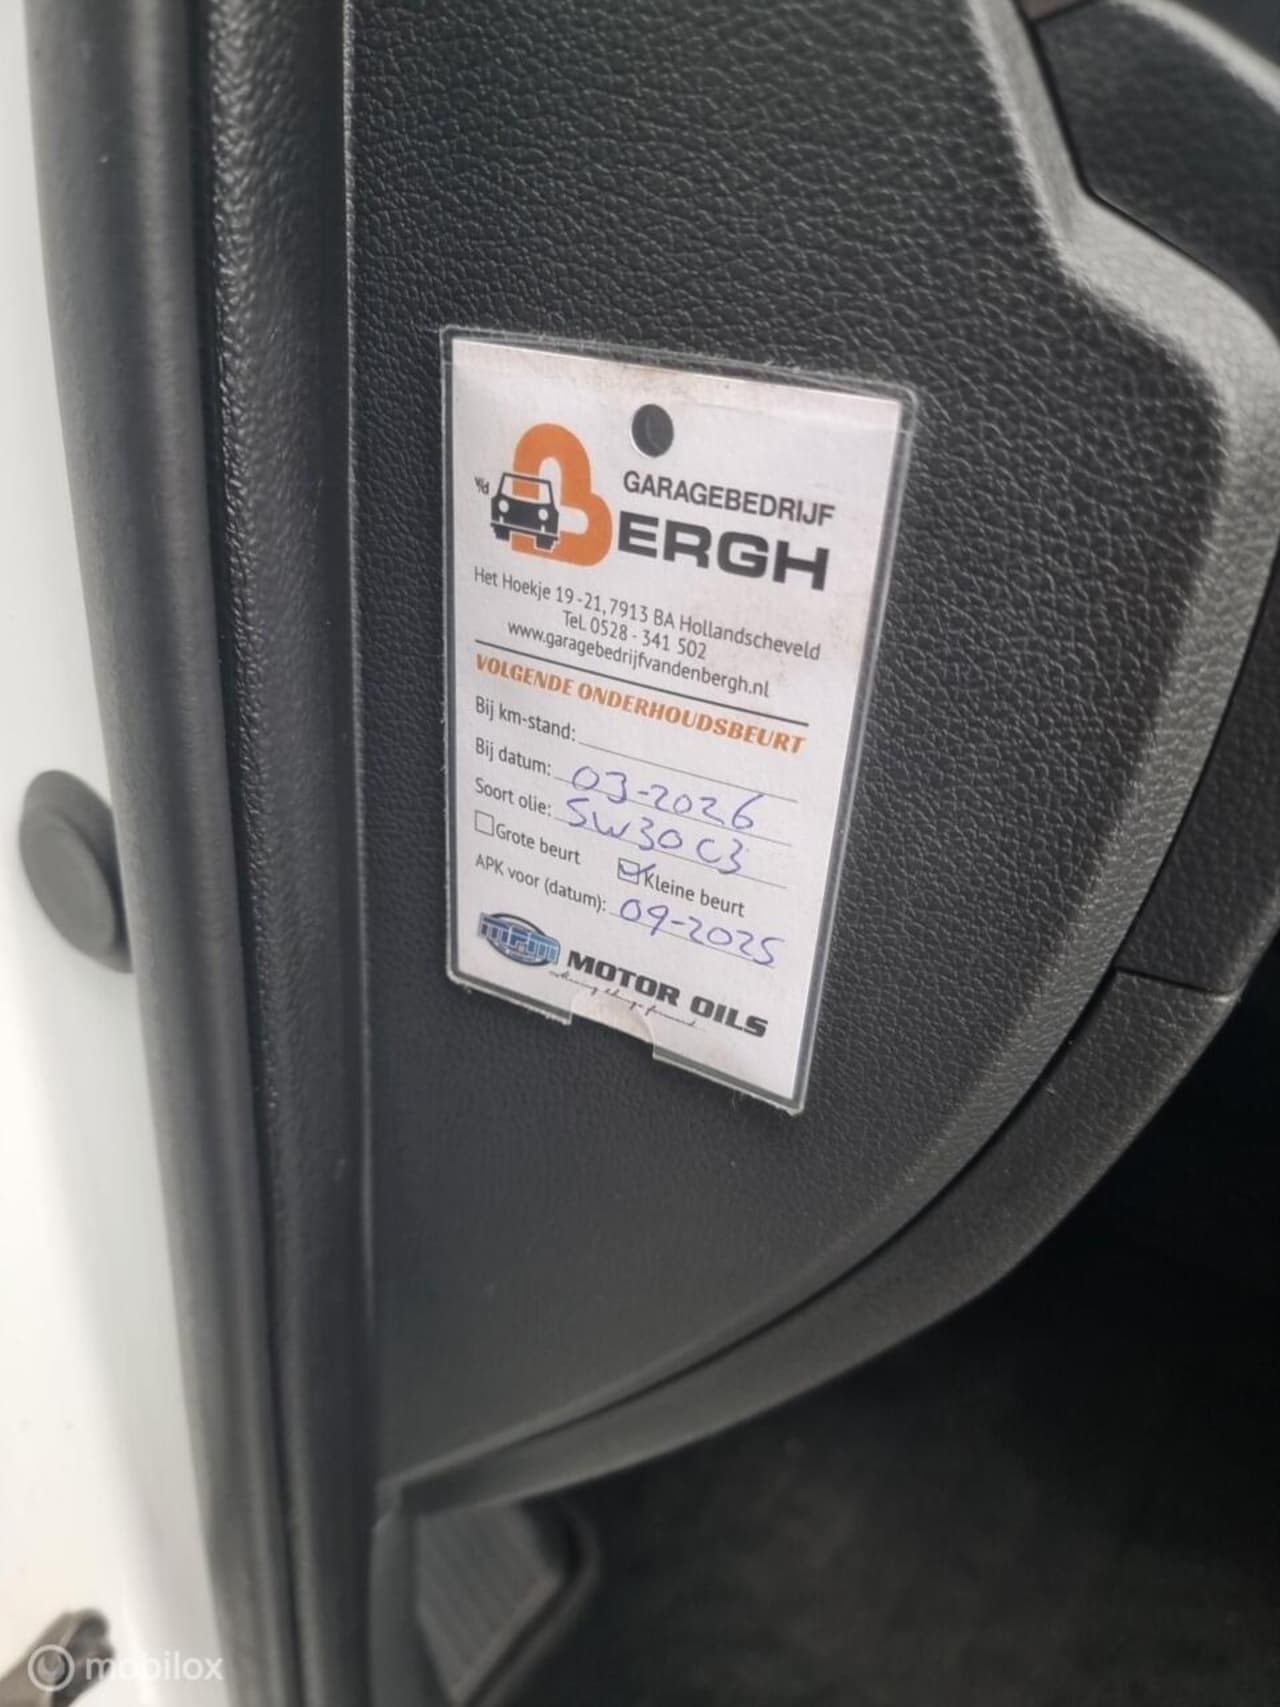 v/d
GARAGEBEDRIJF
BERGH
Het Hoekje 19-21, 7913 BA Hollandscheveld
Tel. 0528 - 341 502
www.garagebedrijfvandenbergh.nl
VOLGENDE ONDERHOUDSBEURT
Bij km-stand:
Bij datum: 03-2026
Soort olie: 5W30 C3
Grote beurt Kleine beurt
APK voor (datum): 09-2025
MPM MOTOR OILS
mobilox